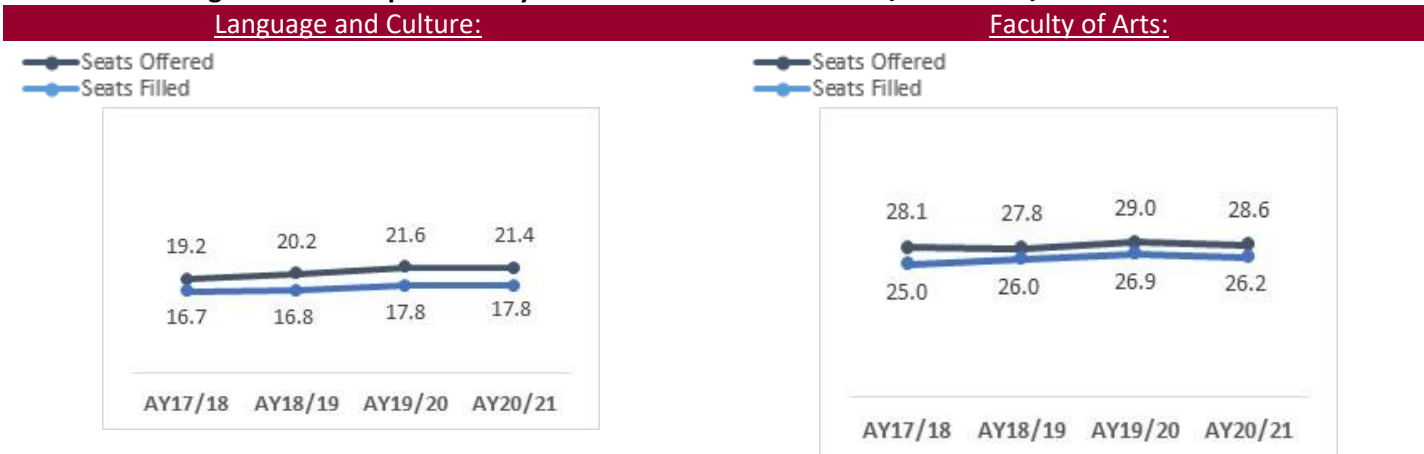 Language and Culture:
Seats Offered
Seats Filled
19.2 20.2 21.6 21.4
16.7 16.8 17.8 17.8
AY17/18 AY18/19 AY19/20 AY20/21
Faculty of Arts:
Seats Offered
Seats Filled
28.1 27.8 29.0 28.6
25.0 26.0 26.9 26.2
AY17/18 AY18/19 AY19/20 AY20/21